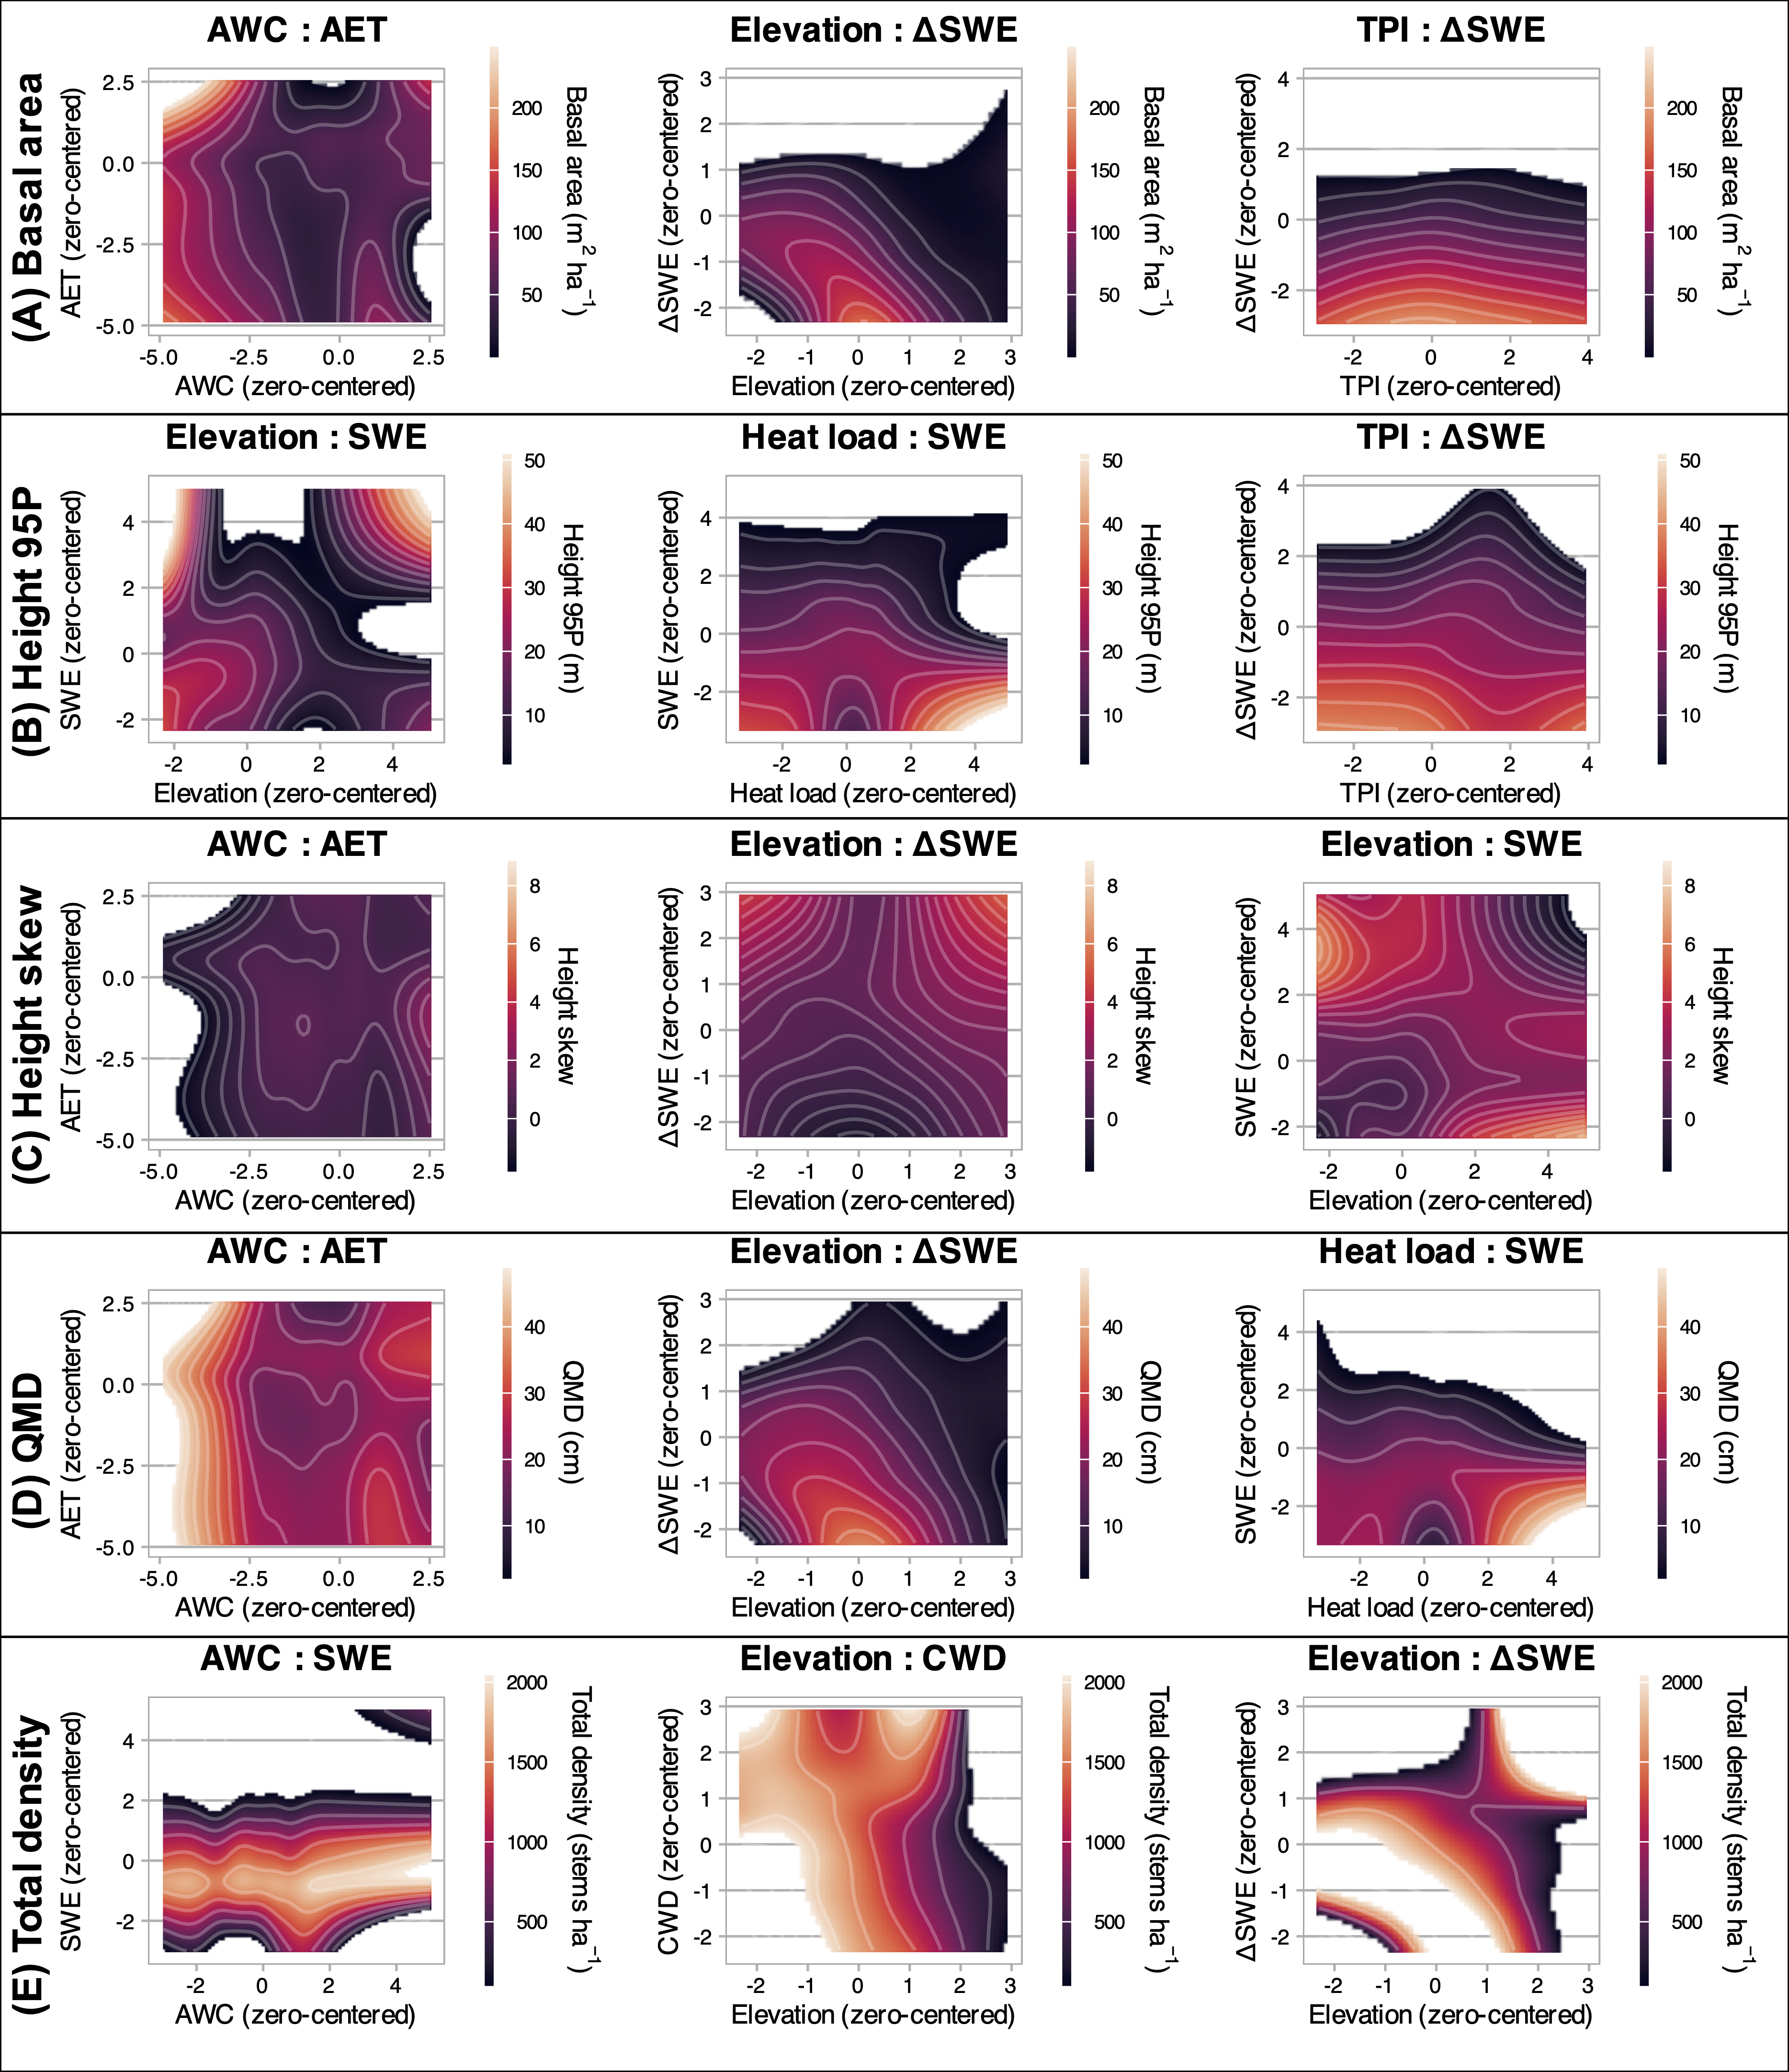 (A) Basal area
AWC : AET
AET (zero-centered)
2.5
0.0
-2.5
-5.0
-5.0 -2.5 0.0 2.5
AWC (zero-centered)
200
150
100
50
Basal area (m² ha⁻¹)
Elevation : ΔSWE
ΔSWE (zero-centered)
3
2
1
0
-1
-2
-2 -1 0 1 2 3
Elevation (zero-centered)
200
150
100
50
Basal area (m² ha⁻¹)
TPI : ΔSWE
ΔSWE (zero-centered)
4
2
0
-2
-2 0 2 4
TPI (zero-centered)
200
150
100
50
Basal area (m² ha⁻¹)
(B) Height 95P
Elevation : SWE
SWE (zero-centered)
4
2
0
-2
-2 0 2 4
Elevation (zero-centered)
50
40
30
20
10
Height 95P (m)
Heat load : SWE
SWE (zero-centered)
4
2
0
-2
-2 0 2 4
Heat load (zero-centered)
50
40
30
20
10
Height 95P (m)
TPI : ΔSWE
ΔSWE (zero-centered)
4
2
0
-2
-2 0 2 4
TPI (zero-centered)
50
40
30
20
10
Height 95P (m)
(C) Height skew
AWC : AET
AET (zero-centered)
2.5
0.0
-2.5
-5.0
-5.0 -2.5 0.0 2.5
AWC (zero-centered)
8
6
4
2
0
Height skew
Elevation : ΔSWE
ΔSWE (zero-centered)
3
2
1
0
-1
-2
-2 -1 0 1 2 3
Elevation (zero-centered)
8
6
4
2
0
Height skew
Elevation : SWE
SWE (zero-centered)
4
2
0
-2
-2 0 2 4
Elevation (zero-centered)
8
6
4
2
0
Height skew
(D) QMD
AWC : AET
AET (zero-centered)
2.5
0.0
-2.5
-5.0
-5.0 -2.5 0.0 2.5
AWC (zero-centered)
40
30
20
10
QMD (cm)
Elevation : ΔSWE
ΔSWE (zero-centered)
3
2
1
0
-1
-2
-2 -1 0 1 2 3
Elevation (zero-centered)
40
30
20
10
QMD (cm)
Heat load : SWE
SWE (zero-centered)
4
2
0
-2
-2 0 2 4
Heat load (zero-centered)
40
30
20
10
QMD (cm)
(E) Total density
AWC : SWE
SWE (zero-centered)
4
2
0
-2
-2 0 2 4
AWC (zero-centered)
2000
1500
1000
500
Total density (stems ha⁻¹)
Elevation : CWD
CWD (zero-centered)
3
2
1
0
-1
-2
-2 -1 0 1 2 3
Elevation (zero-centered)
2000
1500
1000
500
Total density (stems ha⁻¹)
Elevation : ΔSWE
ΔSWE (zero-centered)
3
2
1
0
-1
-2
-2 -1 0 1 2 3
Elevation (zero-centered)
2000
1500
1000
500
Total density (stems ha⁻¹)